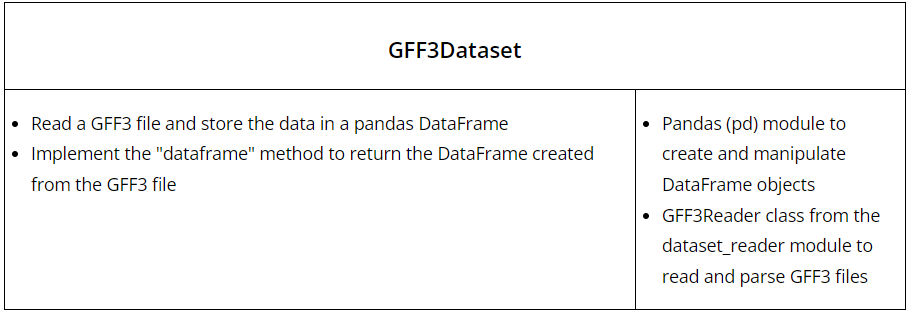 GFF3Dataset
• Read a GFF3 file and store the data in a pandas DataFrame
• Implement the "dataframe" method to return the DataFrame created
from the GFF3 file
• Pandas (pd) module to
create and manipulate
DataFrame objects
• GFF3Reader class from the
dataset_reader module to
read and parse GFF3 files